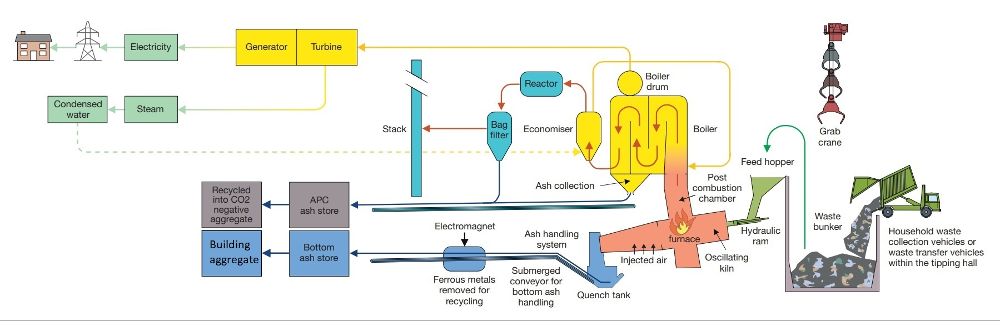 Electricity
Generator
Turbine
Condensed
water
Steam
Stack
Reactor
Bag
filter
Economiser
Boiler
drum
Boiler
Grab
crane
Feed hopper
Ash collection
Post
combustion
chamber
Recycled
into CO2
negative
aggregate
APC
ash store
Building
aggregate
Bottom
ash store
Electromagnet
Ferrous metals
removed for
recycling
Ash handling
system
Submerged
conveyor for
bottom ash
handling
Quench tank
Injected air
furnace
Oscillating
kiln
Hydraulic
ram
Waste
bunker
Household waste
collection vehicles or
waste transfer vehicles
within the tipping hall